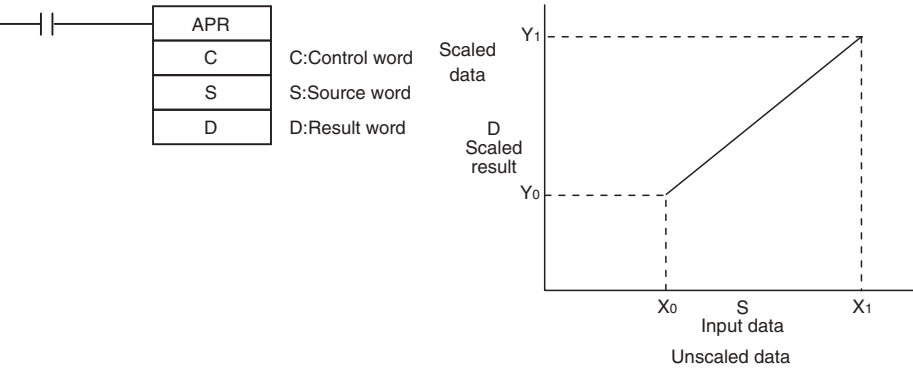 APR
C
S
D
C:Control word
S:Source word
D:Result word
Scaled
data
D
Scaled
result
Y1
Y0
X0
S
X1
Input data
Unscaled data